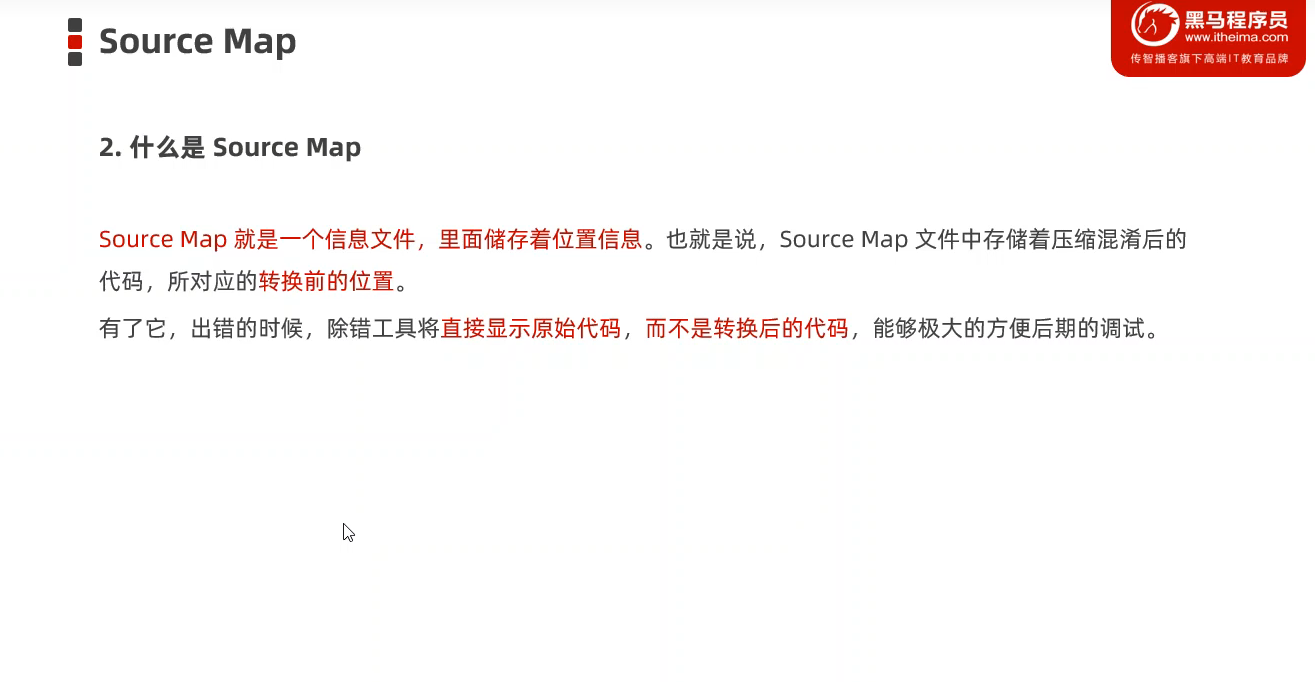 Source Map
黑马程序员
www.itheima.com
传智播客旗下高端IT教育品牌
2. 什么是 Source Map
Source Map 就是一个信息文件，里面储存着位置信息。也就是说，Source Map 文件中存储着压缩混淆后的
代码，所对应的转换前的位置。
有了它，出错的时候，除错工具将直接显示原始代码，而不是转换后的代码，能够极大的方便后期的调试。